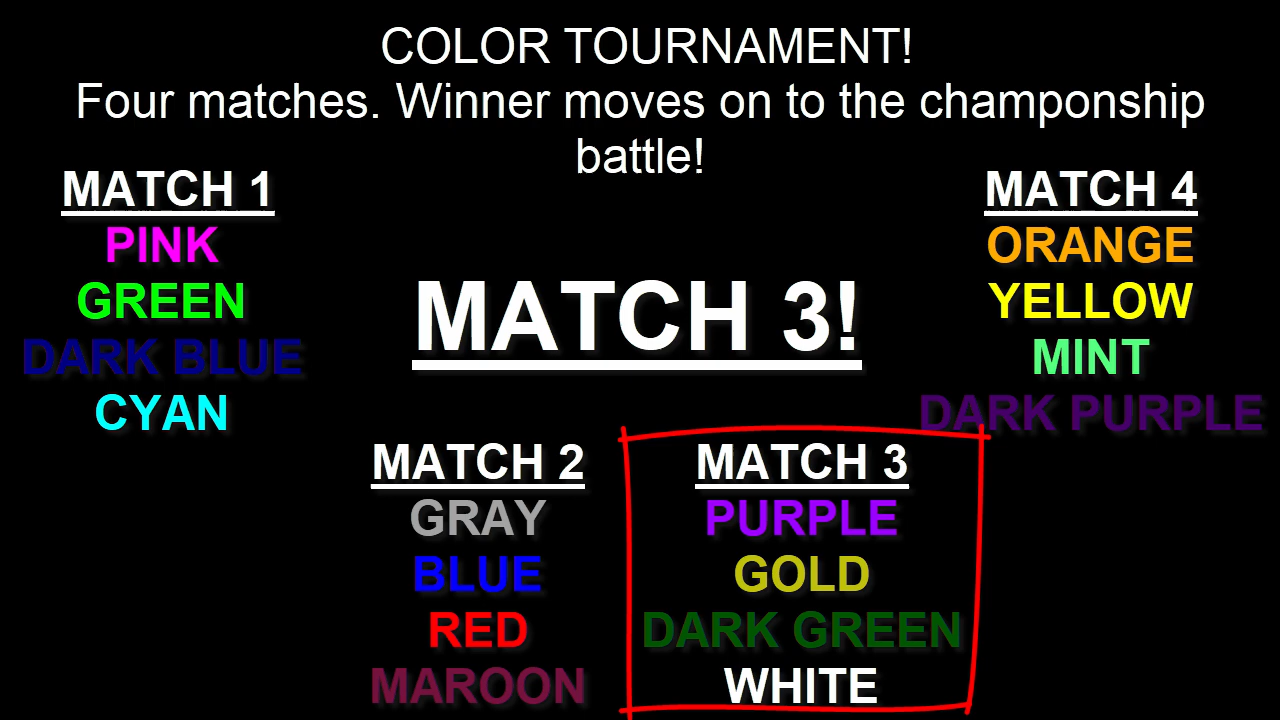 COLOR TOURNAMENT!
Four matches. Winner moves on to the champonship
battle!
MATCH 1
PINK
GREEN
DARK BLUE
CYAN
MATCH 3!
MATCH 4
ORANGE
YELLOW
MINT
DARK PURPLE
MATCH 2
GRAY
BLUE
RED
MAROON
MATCH 3
PURPLE
GOLD
DARK GREEN
WHITE